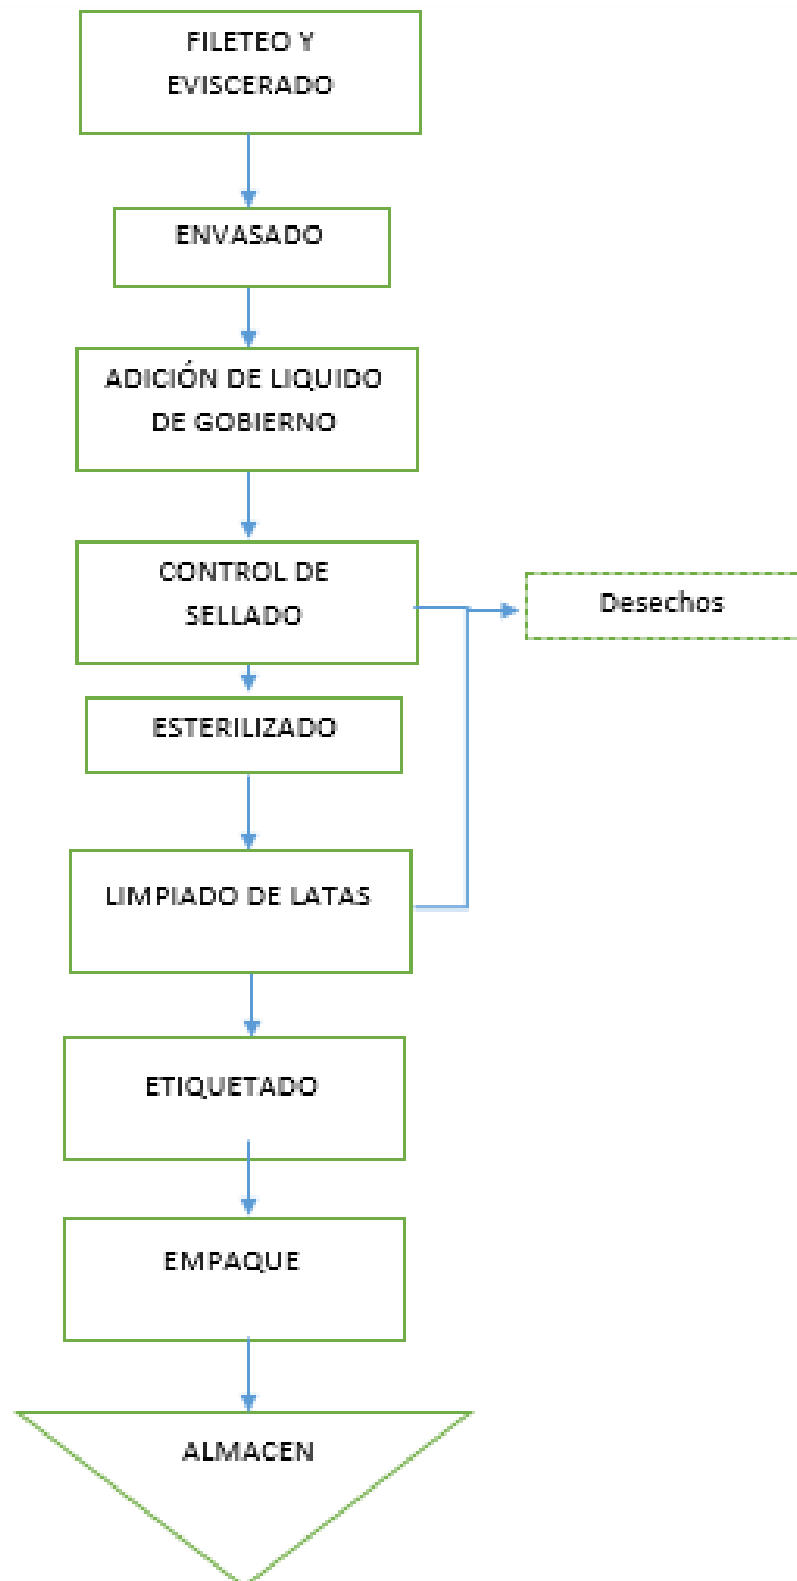 FILETEO Y
EVISCERADO
ENVASADO
ADICIÓN DE LIQUIDO
DE GOBIERNO
CONTROL DE
SELLADO
Desechos
ESTERILIZADO
LIMPIADO DE LATAS
ETIQUETADO
EMPAQUE
ALMACEN